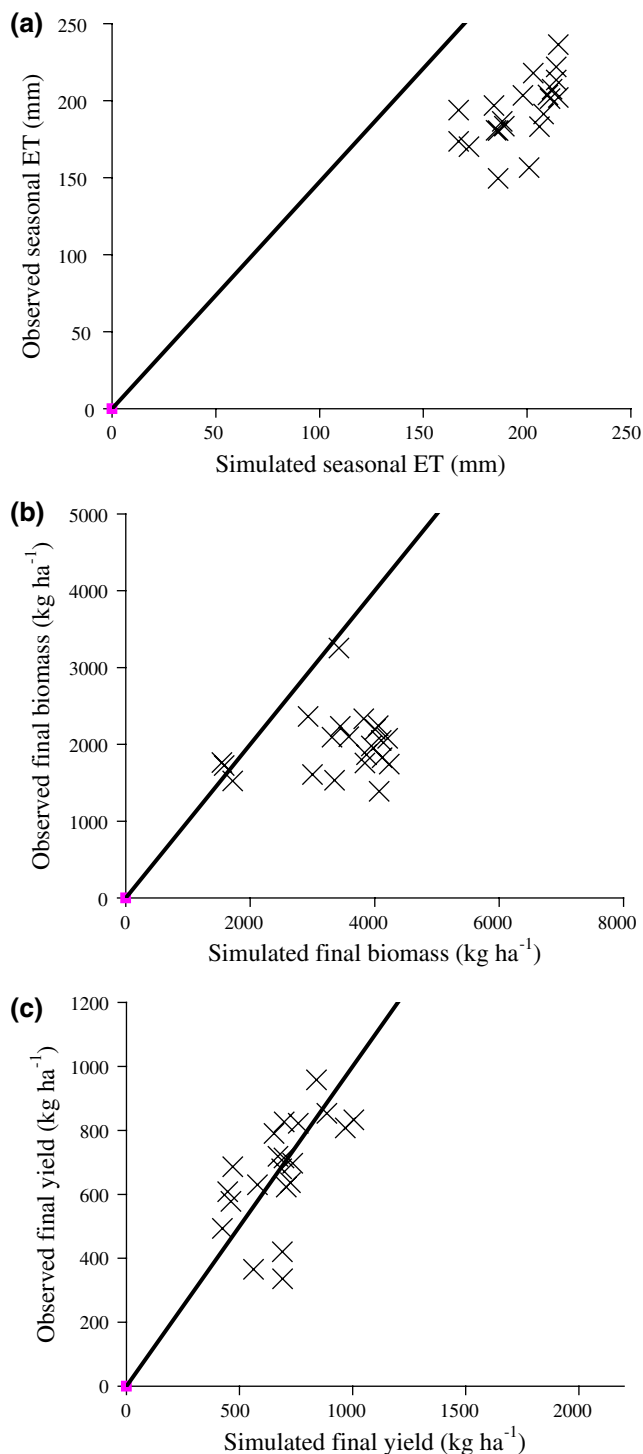 (a)
250
200
150
100
50
0
Observed seasonal ET (mm)
0 50 100 150 200 250
Simulated seasonal ET (mm)
(b)
5000
4000
3000
2000
1000
0
Observed final biomass (kg ha⁻¹)
0 2000 4000 6000 8000
Simulated final biomass (kg ha⁻¹)
(c)
1200
1000
800
600
400
200
0
Observed final yield (kg ha⁻¹)
0 500 1000 1500 2000
Simulated final yield (kg ha⁻¹)